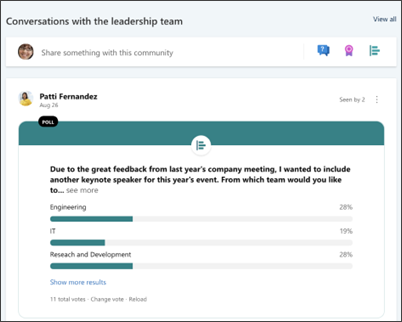 Conversations with the leadership team
View all
Share something with this community
Patti Fernandez
Aug 26
Seen by 2
POLL
Due to the great feedback from last year's company meeting, I wanted to include
another keynote speaker for this year's event. From which team would you like
to... see more
Engineering 28%
IT 19%
Reseach and Development 28%
Show more results
11 total votes · Change vote · Reload